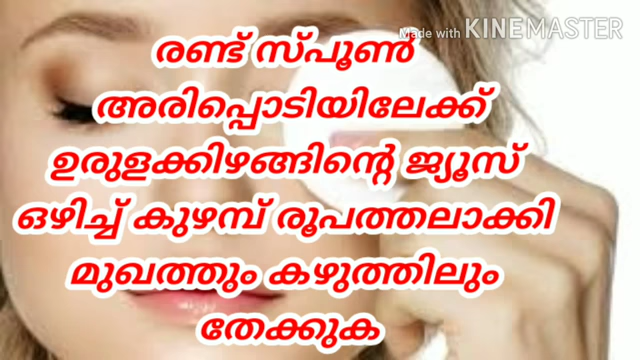 Made with KINEMASTER
രണ്ട് സ്പൂൺ
അരിപ്പൊടിയിലേക്ക്
ഉരുളക്കിഴങ്ങിന്റെ ജ്യൂസ്
ഒഴിച്ച് കുഴമ്പ് രൂപത്തലാക്കി
മുഖത്തും കഴുത്തിലും
തേക്കുക